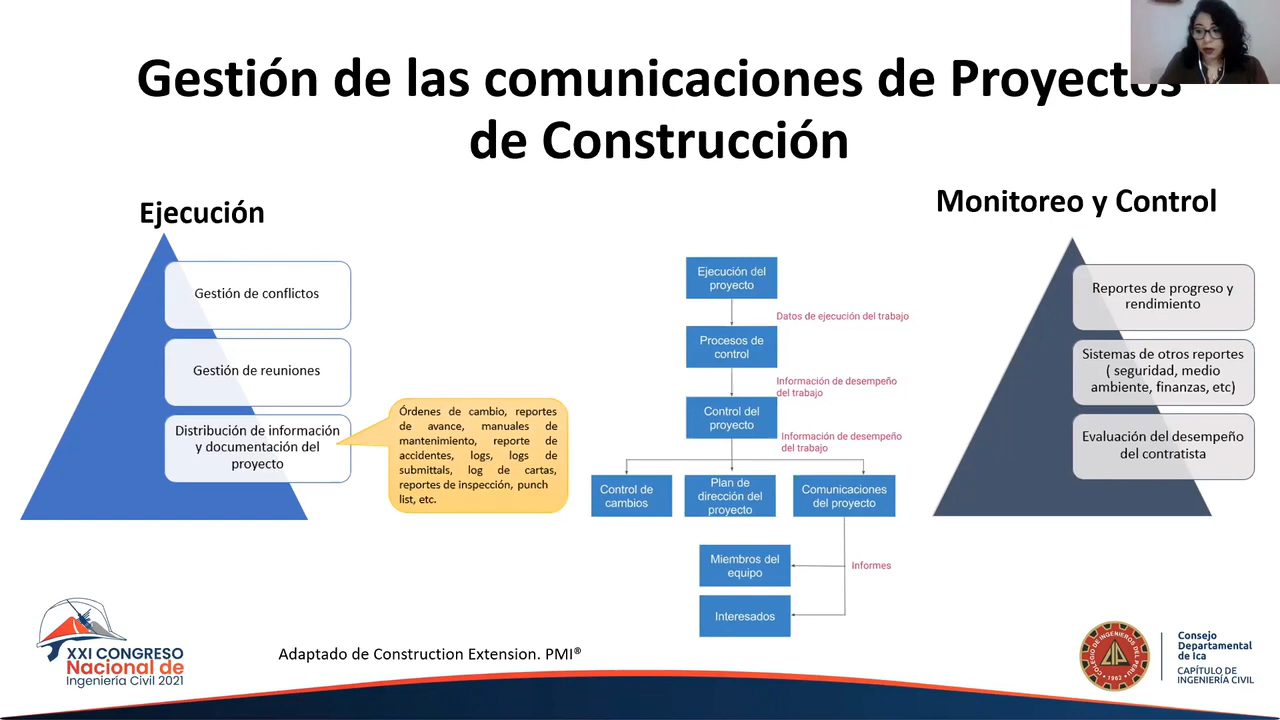 Gestión de las comunicaciones de Proyectos
de Construcción
Ejecución
Gestión de conflictos
Gestión de reuniones
Distribución de información
y documentación del
proyecto
Órdenes de cambio, reportes
de avance, manuales de
mantenimiento, reporte de
accidentes, logs, logs de
submittals, log de cartas,
reportes de inspección, punch
list, etc.
Ejecución del
proyecto
Datos de ejecución del trabajo
Procesos de
control
Información de desempeño
del trabajo
Control del
proyecto
Información de desempeño
del trabajo
Control de
cambios
Plan de
dirección del
proyecto
Comunicaciones
del proyecto
Miembros del
equipo
Informes
Interesados
Monitoreo y Control
Reportes de progreso y
rendimiento
Sistemas de otros reportes
( seguridad, medio
ambiente, finanzas, etc)
Evaluación del desempeño
del contratista
XXI CONGRESO
Nacional de
Ingeniería Civil 2021
Adaptado de Construction Extension. PMI®
COLEGIO DE INGENIEROS DEL PERU
1962
Consejo
Departamental
de Ica
CAPÍTULO DE
INGENIERÍA CIVIL